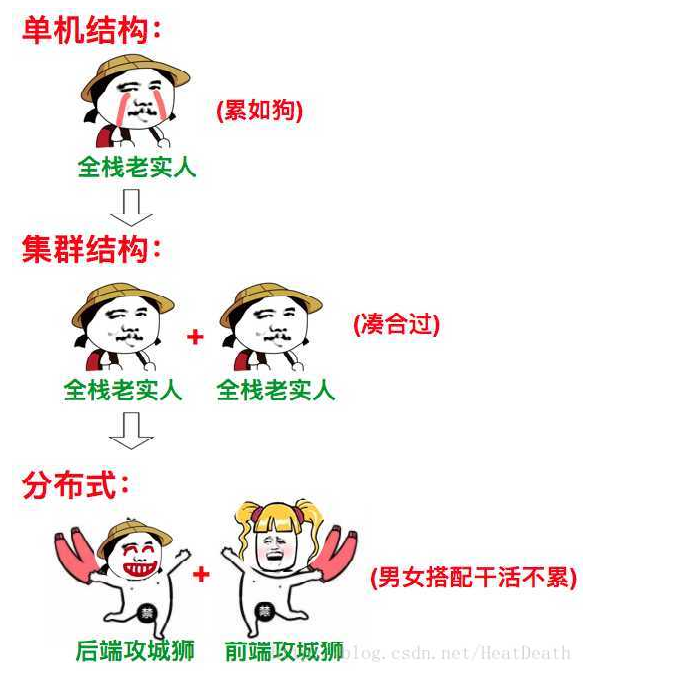 单机结构：
(累如狗)
全栈老实人
集群结构：
+
(凑合过)
全栈老实人 全栈老实人
分布式：
+
(男女搭配干活不累)
禁 禁
后端攻城狮 前端攻城狮
blog.csdn.net/HeatDeath